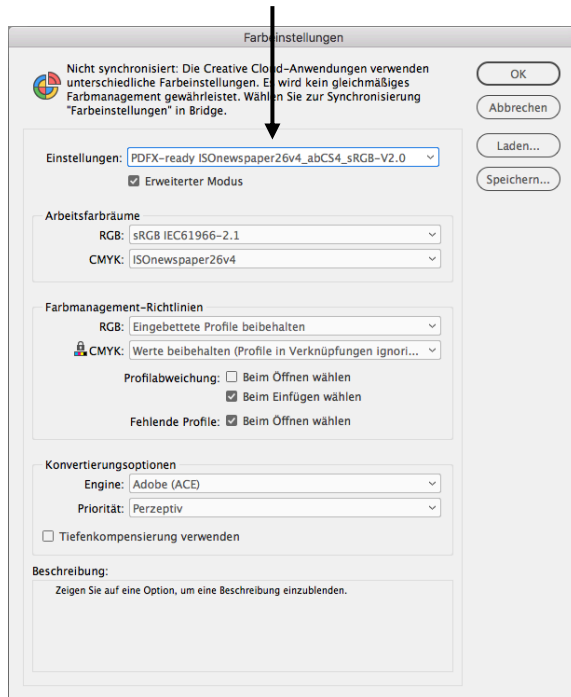 Farbeinstellungen
Nicht synchronisiert: Die Creative Cloud-Anwendungen verwenden
unterschiedliche Farbeinstellungen. Es wird kein gleichmäßiges
Farbmanagement gewährleistet. Wählen Sie zur Synchronisierung
"Farbeinstellungen" in Bridge.
OK
Abbrechen
Laden...
Speichern...
Einstellungen: PDFX-ready ISOnewspaper26v4_abCS4_sRGB-V2.0
Erweiterter Modus
Arbeitsfarbräume
RGB: sRGB IEC61966-2.1
CMYK: ISOnewspaper26v4
Farbmanagement-Richtlinien
RGB: Eingebettete Profile beibehalten
CMYK: Werte beibehalten (Profile in Verknüpfungen ignori...
Profilabweichung: Beim Öffnen wählen
Beim Einfügen wählen
Fehlende Profile: Beim Öffnen wählen
Konvertierungsoptionen
Engine: Adobe (ACE)
Priorität: Perzeptiv
Tiefenkompensierung verwenden
Beschreibung:
Zeigen Sie auf eine Option, um eine Beschreibung einzublenden.